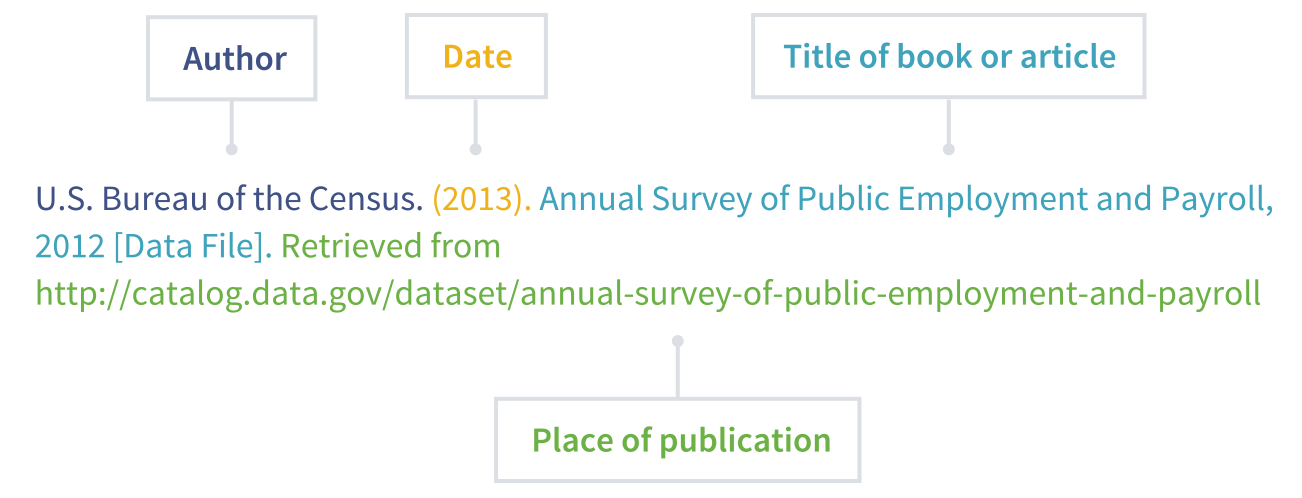 Author
Date
Title of book or article
U.S. Bureau of the Census. (2013). Annual Survey of Public Employment and Payroll,
2012 [Data File]. Retrieved from
http://catalog.data.gov/dataset/annual-survey-of-public-employment-and-payroll
Place of publication